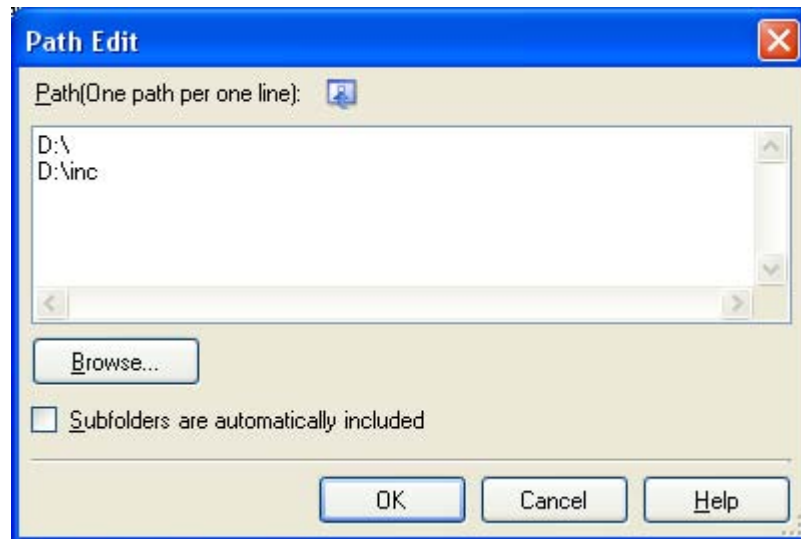 Path Edit
Path(One path per one line):
D:\
D:\inc
Browse...
Subfolders are automatically included
OK Cancel Help